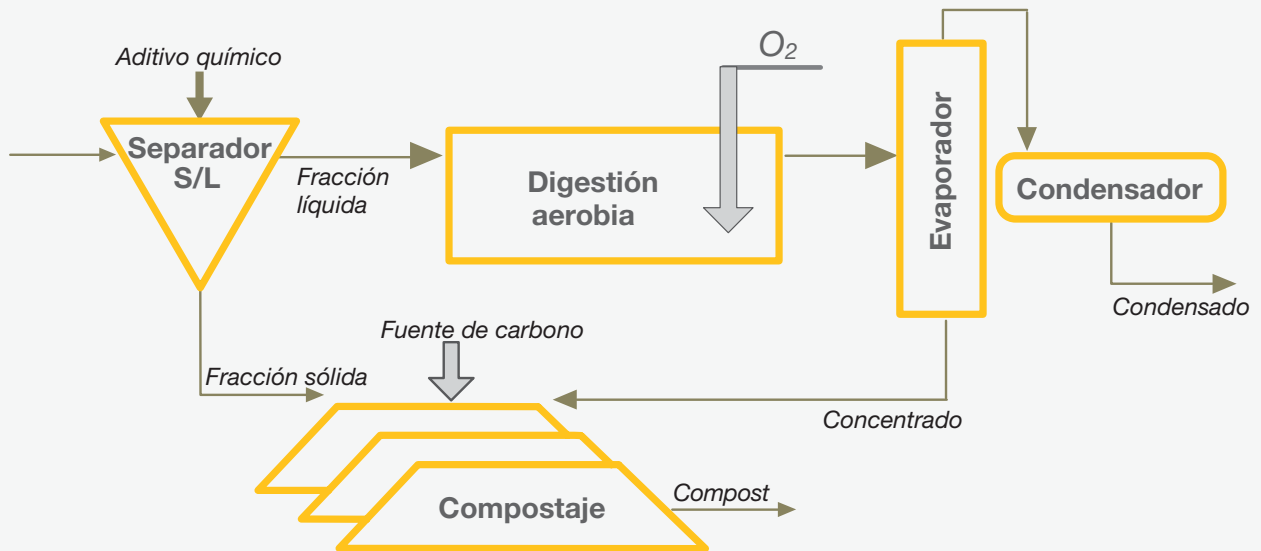 Aditivo químico
O2
Separador
S/L
Fracción
líquida
Digestión
aerobia
Evaporador
Condensador
Condensado
Fuente de carbono
Fracción sólida
Concentrado
Compostaje
Compost